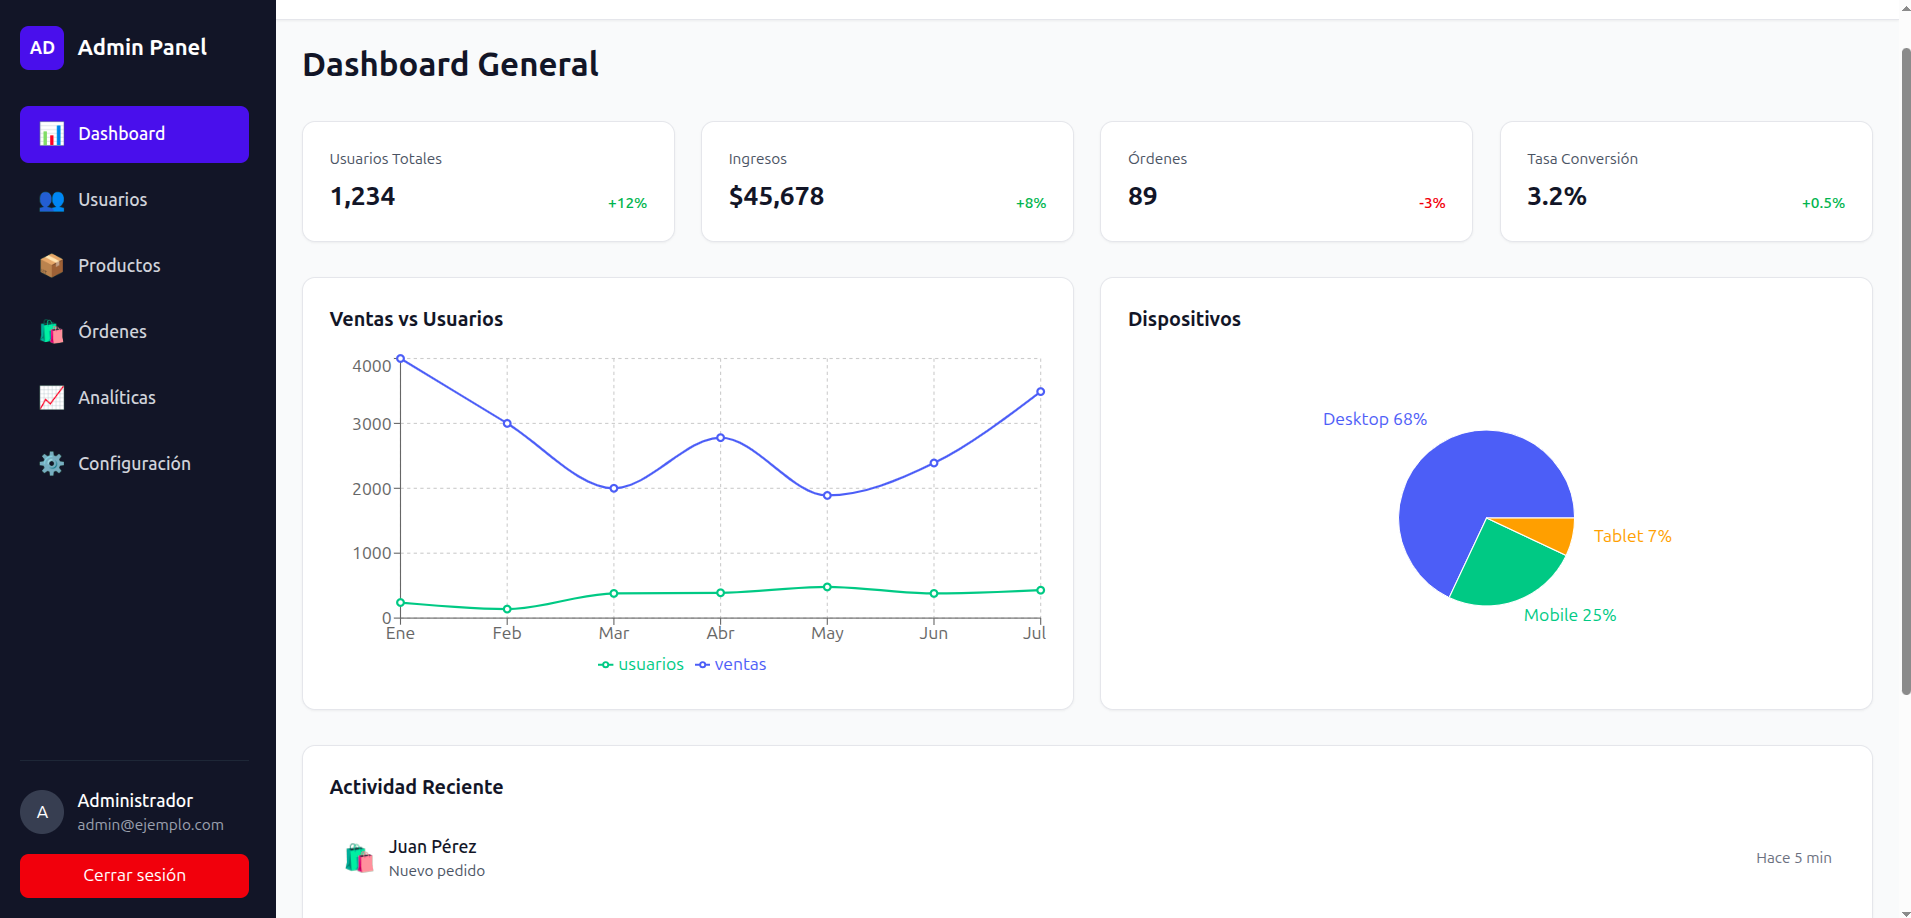 AD Admin Panel
Dashboard
Usuarios
Productos
Órdenes
Analíticas
Configuración
A
Administrador
admin@ejemplo.com
Cerrar sesión
Dashboard General
Usuarios Totales
1,234 +12%
Ingresos
$45,678 +8%
Órdenes
89 -3%
Tasa Conversión
3.2% +0.5%
Ventas vs Usuarios
4000
3000
2000
1000
0
Ene Feb Mar Abr May Jun Jul
usuarios ventas
Dispositivos
Desktop 68%
Tablet 7%
Mobile 25%
Actividad Reciente
Juan Pérez
Nuevo pedido
Hace 5 min